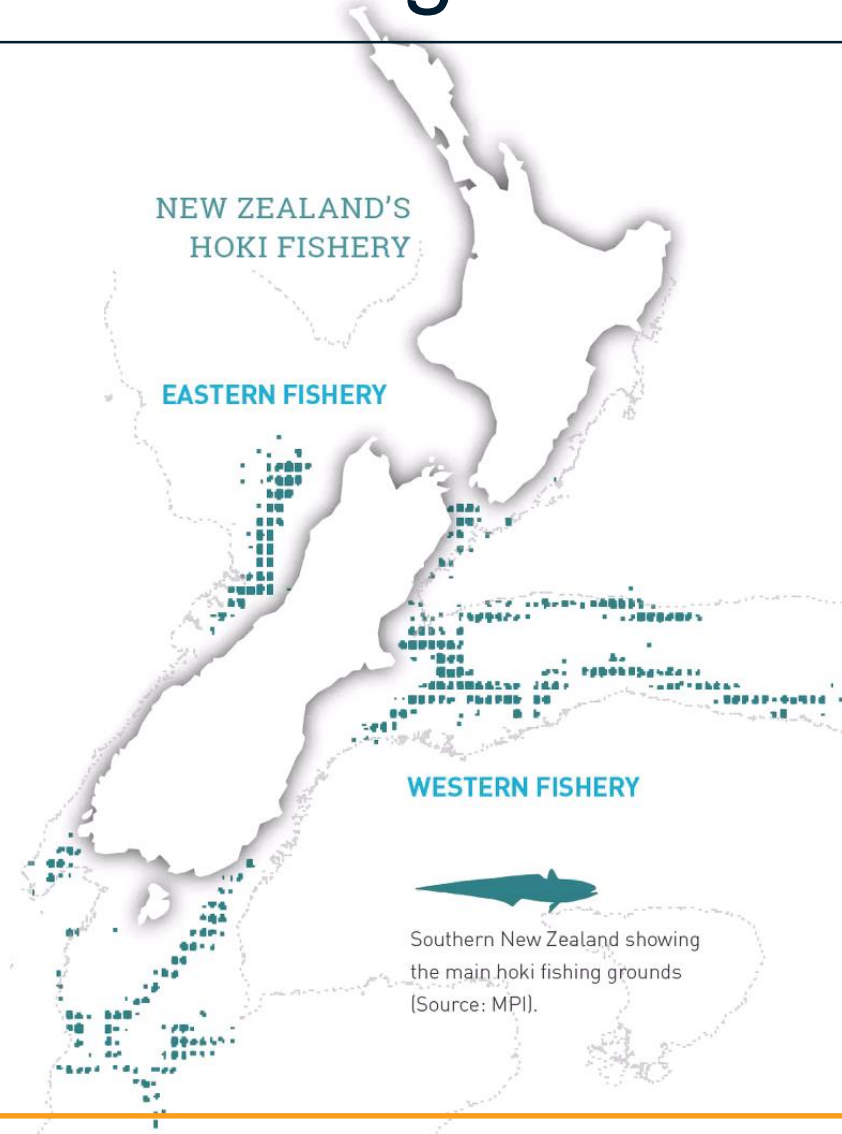 NEW ZEALAND'S
HOKI FISHERY
EASTERN FISHERY
WESTERN FISHERY
Southern New Zealand showing
the main hoki fishing grounds
(Source: MPI).